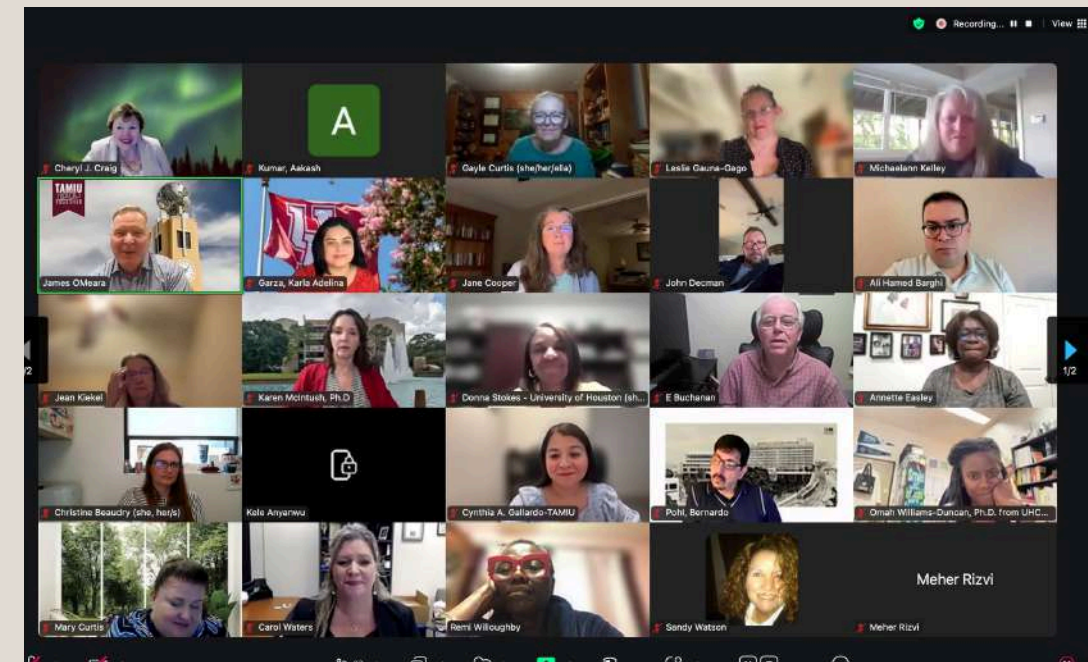 Recording...
View
Cheryl J. Craig
A
Kumar, Aakash
Gayle Curtis (she/her/ella)
Leslie Gauna-Gago
Michaelann Kelley
TAMIU
TOGETHER
James OMeara
Garza, Karla Adelina
Jane Cooper
John Decman
Ali Hamed Barghi
Jean Kiekel
Karen McIntush, Ph.D
Donna Stokes - University of Houston (sh...
E Buchanan
Annette Easley
/2
1/2
Christine Beaudry (she, her/s)
Kele Anyanwu
Cynthia A. Gallardo-TAMIU
Pohl, Bernardo
Omah Williams-Duncan, Ph.D. from UHC...
Mary Curtis
Carol Waters
Remi Willoughby
Sandy Watson
Meher Rizvi
Meher Rizvi